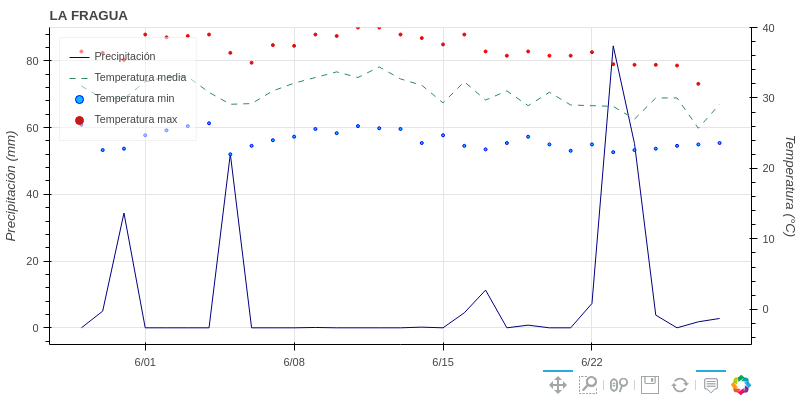 LA FRAGUA
Precipitación
Temperatura media
Temperatura min
Temperatura max
Precipitación (mm)
80
60
40
20
0
Temperatura (°C)
40
30
20
10
0
6/01
6/08
6/15
6/22